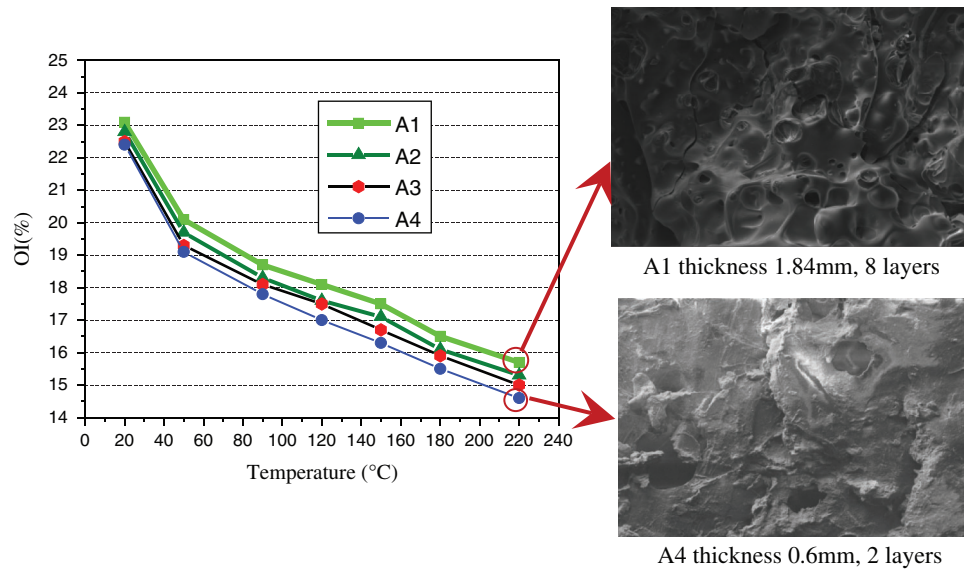 25
24
23
22
21
20
19
18
17
16
15
14
OI(%)
0 20 40 60 80 100 120 140 160 180 200 220 240
Temperature (°C)
A1
A2
A3
A4
A1 thickness 1.84mm, 8 layers
A4 thickness 0.6mm, 2 layers